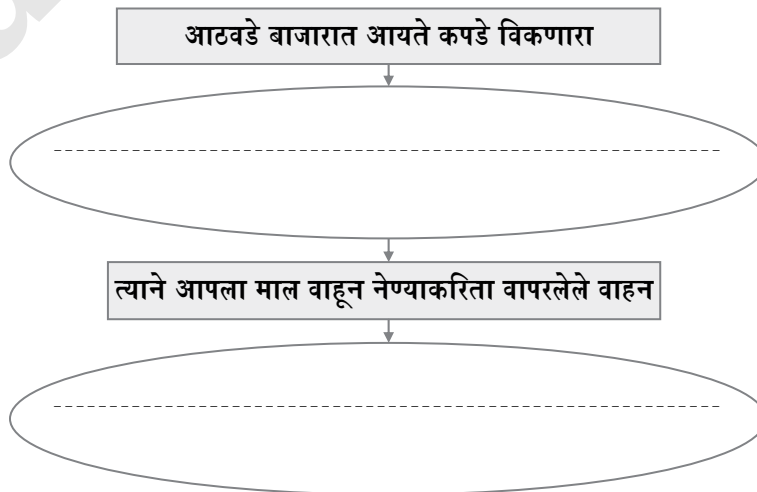 आठवडे बाजारात आयते कपडे विकणारा
त्याने आपला माल वाहून नेण्याकरिता वापरलेले वाहन